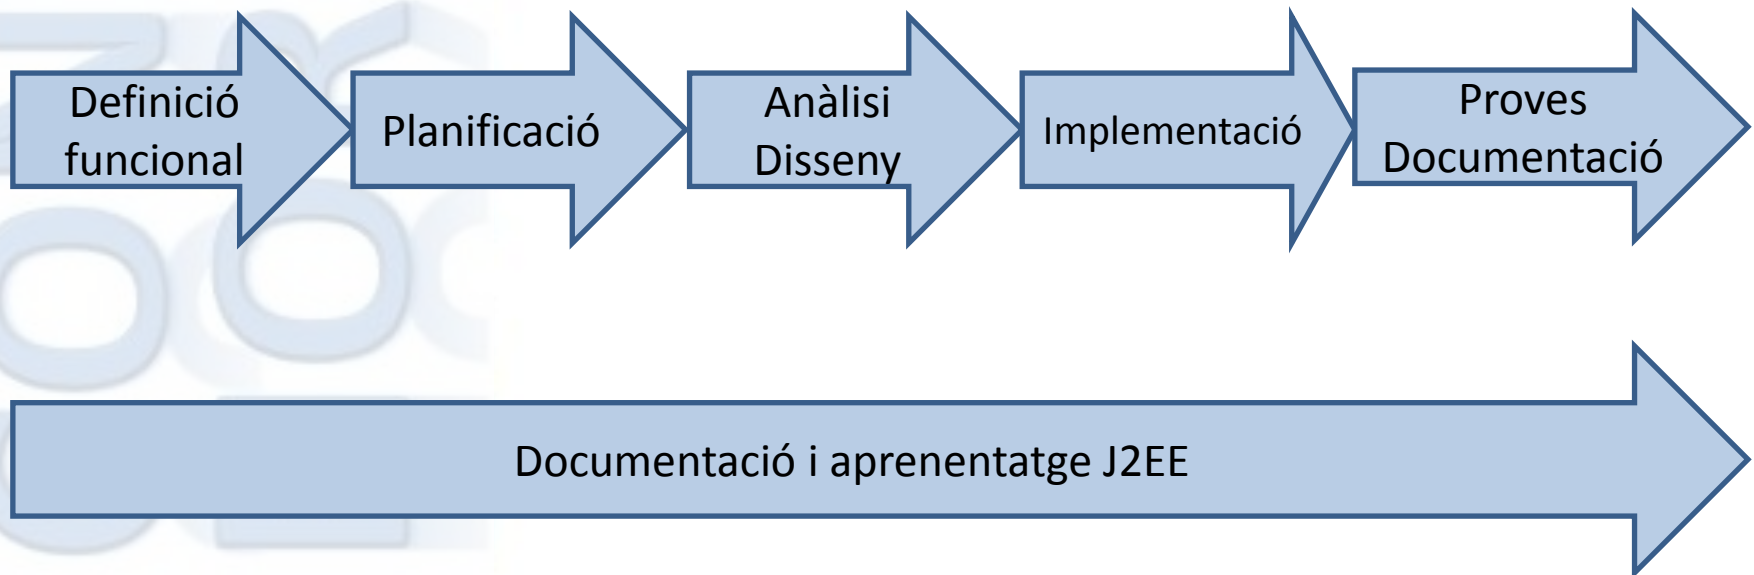 Definició
funcional
Planificació
Anàlisi
Disseny
Implementació
Proves
Documentació
Documentació i aprenentatge J2EE